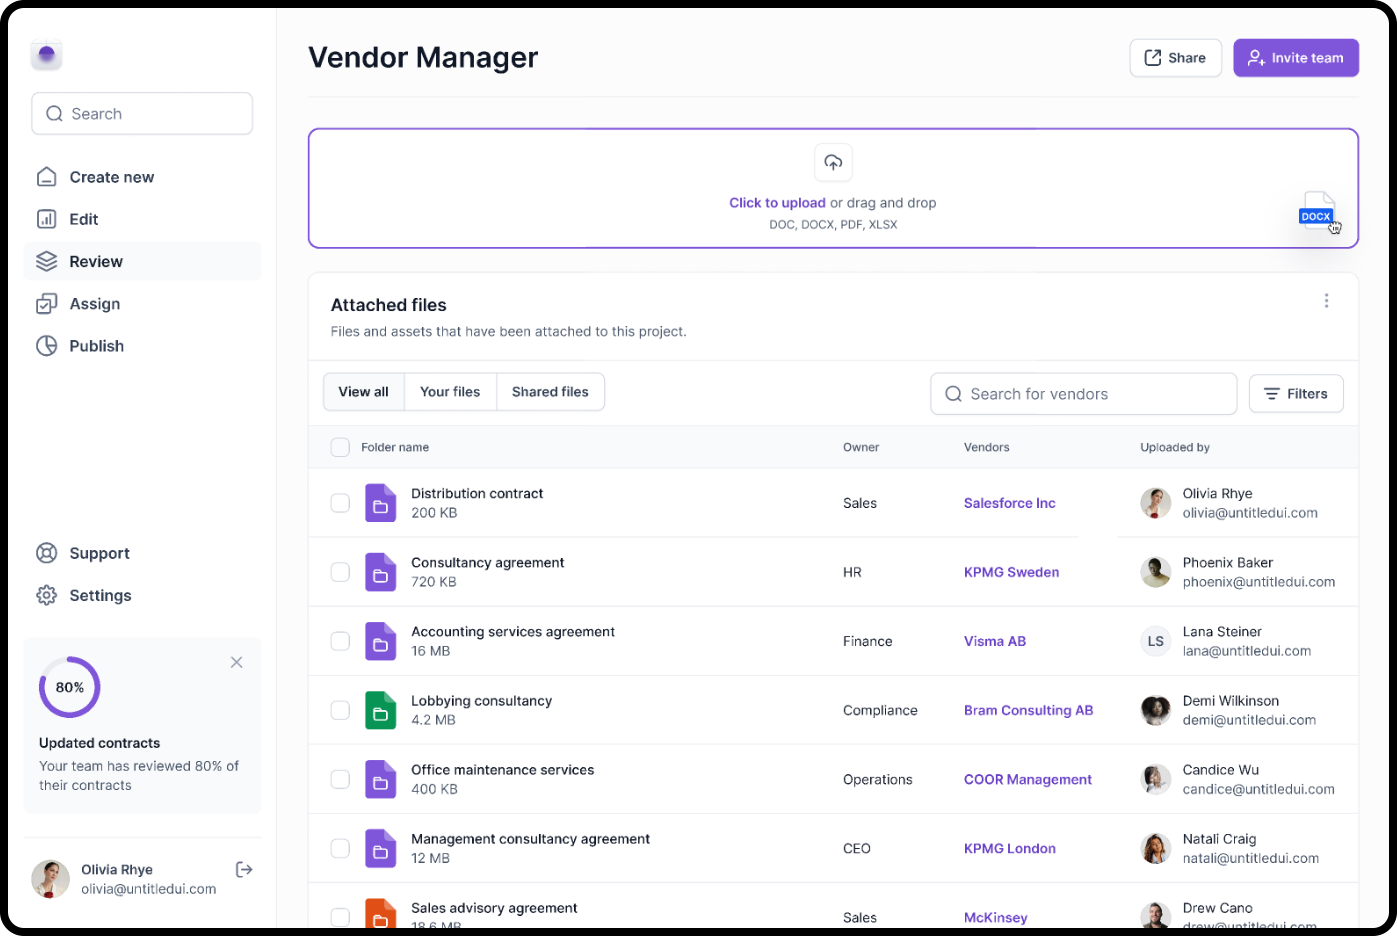 Vendor Manager
Share
Invite team
Search
Create new
Edit
Review
Assign
Publish
Support
Settings
80%
Updated contracts
Your team has reviewed 80% of
their contracts
Olivia Rhye
olivia@untitledui.com
Click to upload or drag and drop
DOC, DOCX, PDF, XLSX
DOCX
Attached files
Files and assets that have been attached to this project.
View all Your files Shared files
Search for vendors
Filters
Folder name Owner Vendors Uploaded by
Distribution contract
200 KB
Sales
Salesforce Inc
Olivia Rhye
olivia@untitledui.com
Consultancy agreement
720 KB
HR
KPMG Sweden
Phoenix Baker
phoenix@untitledui.com
Accounting services agreement
16 MB
Finance
Visma AB
LS
Lana Steiner
lana@untitledui.com
Lobbying consultancy
4.2 MB
Compliance
Bram Consulting AB
Demi Wilkinson
demi@untitledui.com
Office maintenance services
400 KB
Operations
COOR Management
Candice Wu
candice@untitledui.com
Management consultancy agreement
12 MB
CEO
KPMG London
Natali Craig
natali@untitledui.com
Sales advisory agreement
18.6 MB
Sales
McKinsey
Drew Cano
drew@untitledui.com